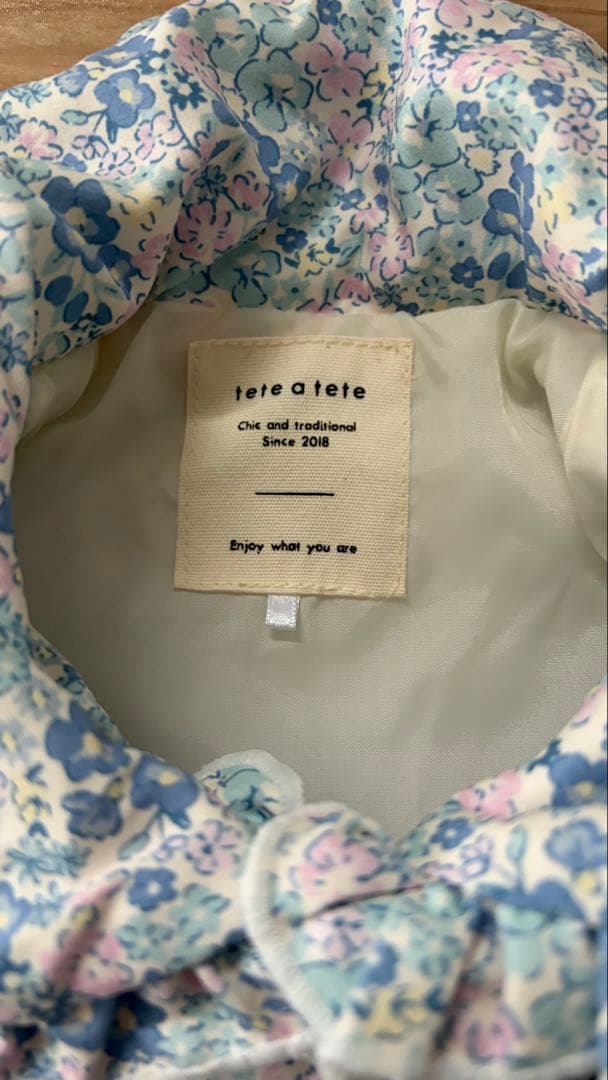 tete a tete
Chic and traditional
Since 2018
Enjoy what you are